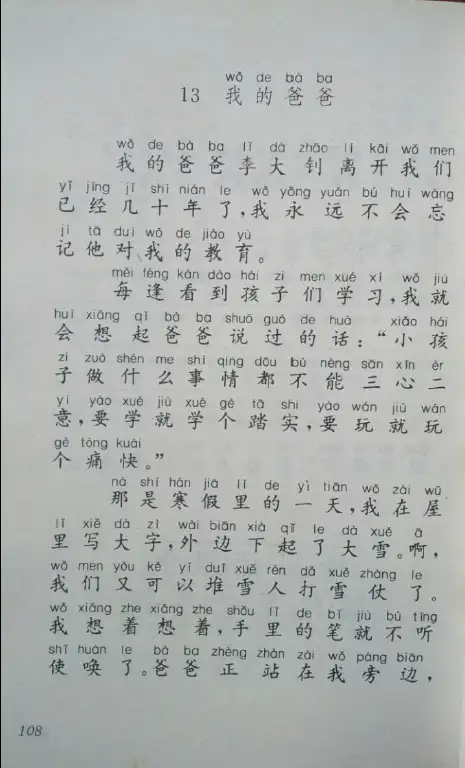 wǒ de bà ba
13 我的爸爸
wǒ de bà ba lǐ dà zhāo lí kāi wǒ men
我的爸爸李大钊离开我们
yǐ jīng jǐ shí nián le wǒ yǒng yuǎn bú huì wàng
已经几十年了,我永远不会忘
jì tā duì wǒ de jiào yù
记他对我的教育。
měi féng kàn dào hái zi men xué xí wǒ jiù
每逢看到孩子们学习,我就
huì xiǎng qǐ bà ba shuō guò de huà xiǎo hái
会想起爸爸说过的话:“小孩
zi zuò shén me shì qing dōu bù néng sān xīn èr
子做什么事情都不能三心二
yì yào xué jiù xué gè tā shi yào wán jiù wán
意,要学就学个踏实,要玩就玩
gè tòng kuài
个痛快。”
nà shì hán jià lǐ de yì tiān wǒ zài wū
那是寒假里的一天,我在屋
lǐ xiě dà zì wài biān xià qǐ le dà xuě ā
里写大字,外边下起了大雪。啊,
wǒ men yòu kě yǐ duī xuě rén dǎ xuě zhàng le
我们又可以堆雪人打雪仗了。
wǒ xiǎng zhe xiǎng zhe shǒu lǐ de bǐ jiù bù tīng
我想着想着,手里的笔就不听
shǐ huàn le bà ba zhèng zhàn zài wǒ páng biān
使唤了。爸爸正站在我旁边,
108